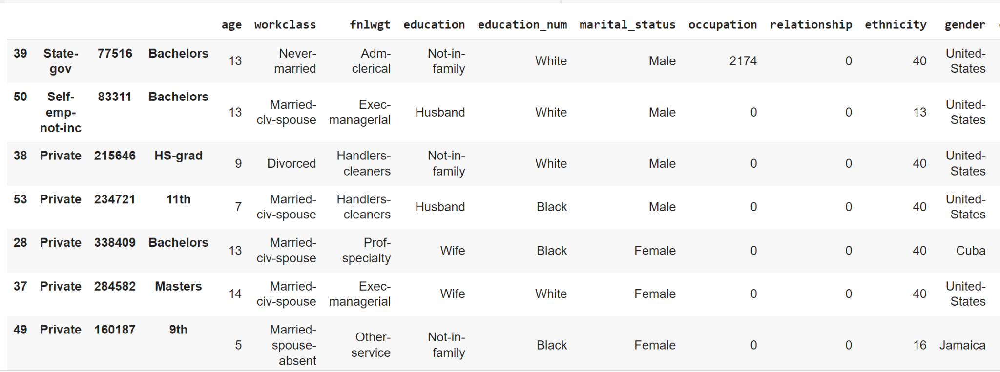 age workclass fnlwgt education education_num marital_status occupation relationship ethnicity gender
39 State-gov 77516 Bachelors 13 Never-married Adm-clerical Not-in-family White Male 2174 0 40 United-States
50 Self-emp-not-inc 83311 Bachelors 13 Married-civ-spouse Exec-managerial Husband White Male 0 0 13 United-States
38 Private 215646 HS-grad 9 Divorced Handlers-cleaners Not-in-family White Male 0 0 40 United-States
53 Private 234721 11th 7 Married-civ-spouse Handlers-cleaners Husband Black Male 0 0 40 United-States
28 Private 338409 Bachelors 13 Married-civ-spouse Prof-specialty Wife Black Female 0 0 40 Cuba
37 Private 284582 Masters 14 Married-civ-spouse Exec-managerial Wife White Female 0 0 40 United-States
49 Private 160187 9th 5 Married-spouse-absent Other-service Not-in-family Black Female 0 0 16 Jamaica